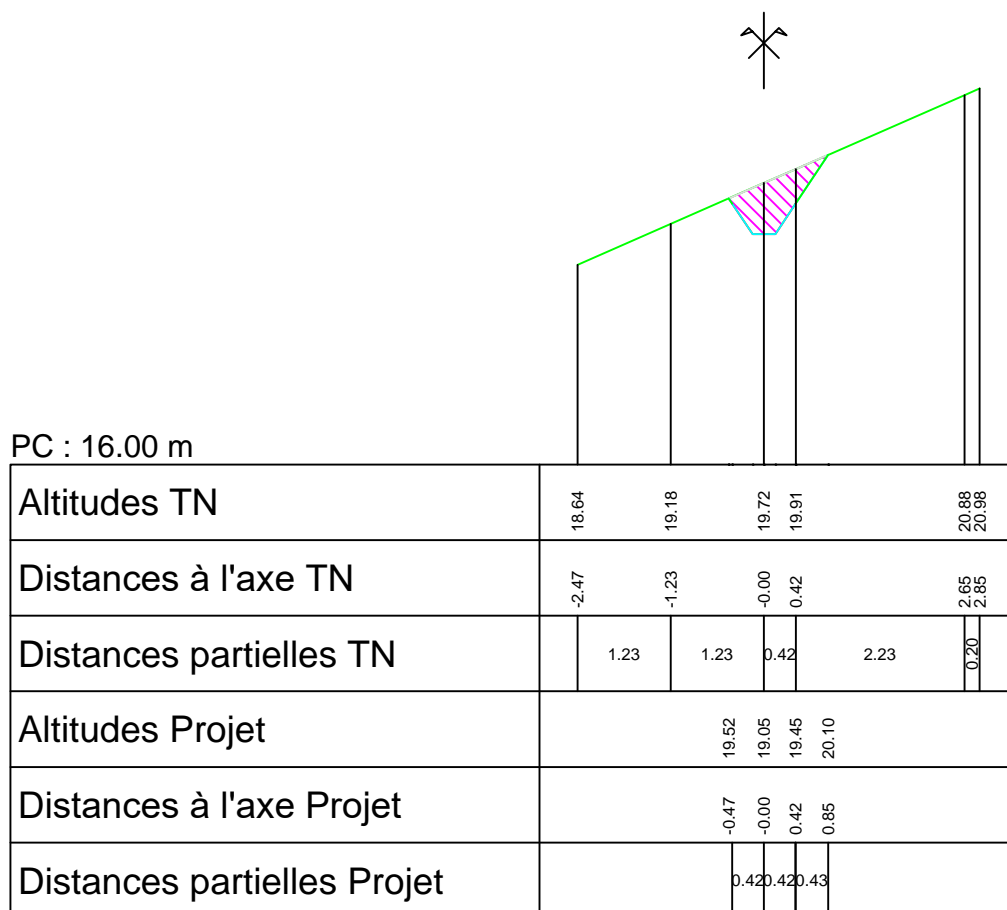 PC : 16.00 m
Altitudes TN 18.64 19.18 19.72 19.91 20.88 20.98
Distances à l'axe TN -2.47 -1.23 -0.00 0.42 2.65 2.85
Distances partielles TN 1.23 1.23 0.42 2.23 0.20
Altitudes Projet 19.52 19.05 19.45 20.10
Distances à l'axe Projet -0.47 -0.00 0.42 0.85
Distances partielles Projet 0.42 0.42 0.43